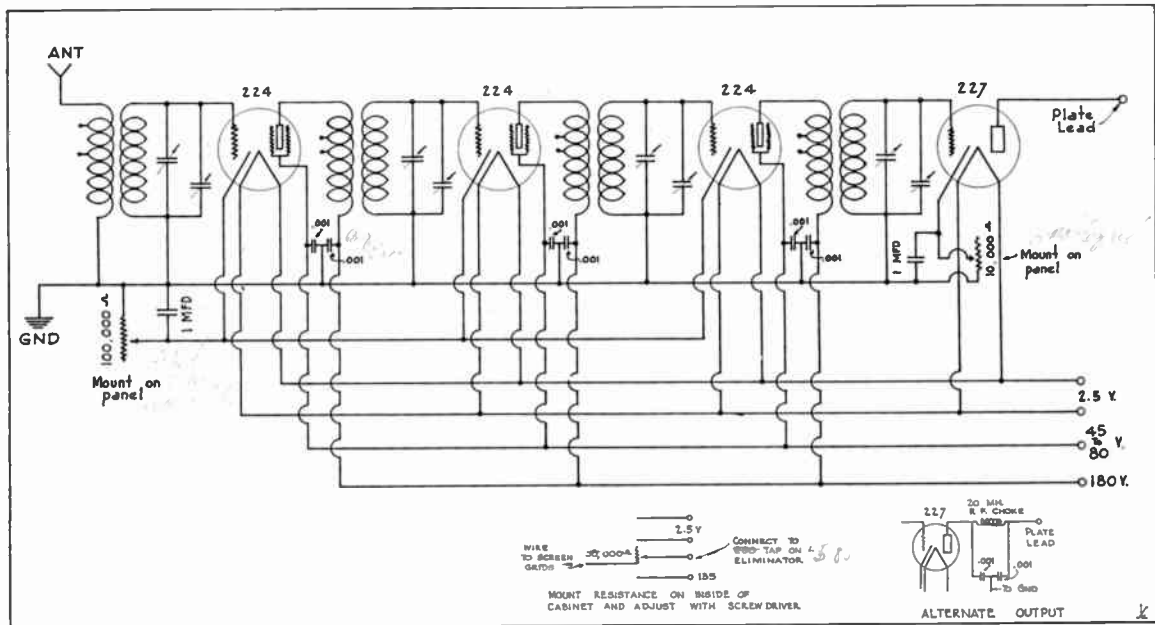 ANT
224
224
224
227
Plate
Lead
.001
.001
.001
.001
.001
.001
1 MFD
10,000 Ω
Mount on
panel
GND
100,000 Ω
1 MFD
Mount on
panel
2.5 V.
45
To
80 V.
180 V.
2.5 V
WIRE
TO SCREEN
GRIDS
CONNECT TO
TAP ON
ELIMINATOR
135
MOUNT RESISTANCE ON INSIDE OF
CABINET AND ADJUST WITH SCREW DRIVER
227
20 MH.
R.F. CHOKE
PLATE
LEAD
.001
.001
TO GND
ALTERNATE OUTPUT